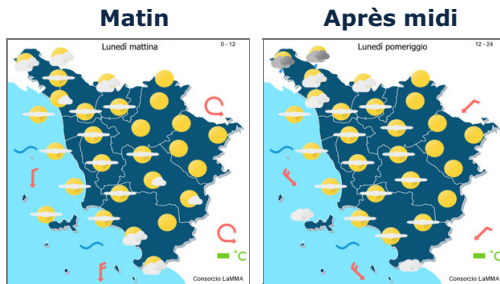 Matin
Après midi
Lunedì mattina
0 - 12
Lunedì pomeriggio
12 - 24
°C
°C
Consorzio LaMMA
Consorzio LaMMA